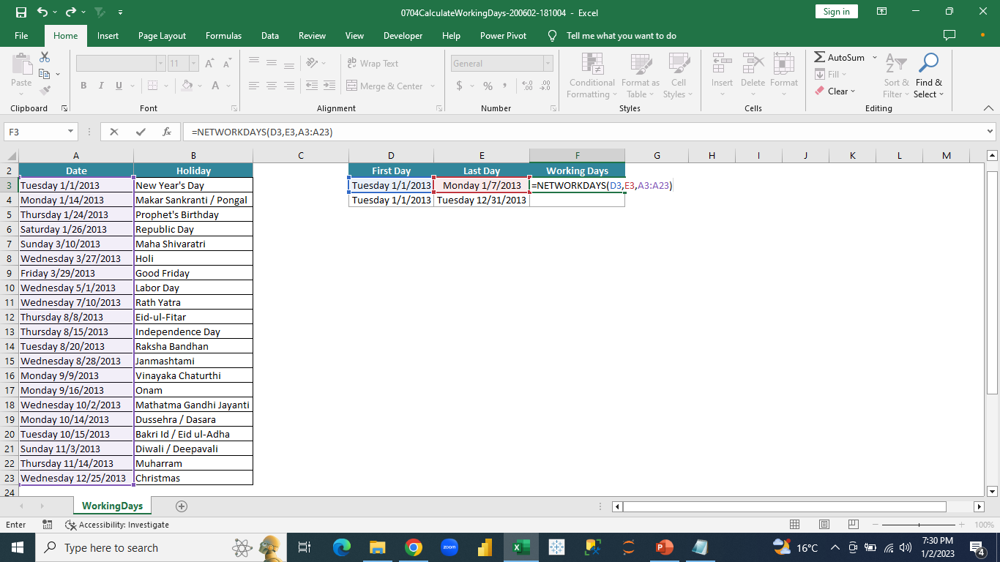 0704CalculateWorkingDays-200602-181004 - Excel
Sign in
File Home Insert Page Layout Formulas Data Review View Developer Help Power Pivot Tell me what you want to do
Paste
Clipboard
11
B I U A
Font
ab Wrap Text
Merge & Center
Alignment
General
$ % ,
Number
Conditional Formatting
Format as Table
Cell Styles
Styles
Insert Delete Format
Cells
AutoSum
Fill
Clear
Sort & Filter
Find & Select
Editing
F3 fx =NETWORKDAYS(D3,E3,A3:A23)
A B C D E F G H I J K L M
2 Date Holiday First Day Last Day Working Days
3 Tuesday 1/1/2013 New Year's Day Tuesday 1/1/2013 Monday 1/7/2013 =NETWORKDAYS(D3,E3,A3:A23)
4 Monday 1/14/2013 Makar Sankranti / Pongal Tuesday 1/1/2013 Tuesday 12/31/2013
5 Thursday 1/24/2013 Prophet's Birthday
6 Saturday 1/26/2013 Republic Day
7 Sunday 3/10/2013 Maha Shivaratri
8 Wednesday 3/27/2013 Holi
9 Friday 3/29/2013 Good Friday
10 Wednesday 5/1/2013 Labor Day
11 Wednesday 7/10/2013 Rath Yatra
12 Thursday 8/8/2013 Eid-ul-Fitar
13 Thursday 8/15/2013 Independence Day
14 Tuesday 8/20/2013 Raksha Bandhan
15 Wednesday 8/28/2013 Janmashtami
16 Monday 9/9/2013 Vinayaka Chaturthi
17 Monday 9/16/2013 Onam
18 Wednesday 10/2/2013 Mathatma Gandhi Jayanti
19 Monday 10/14/2013 Dussehra / Dasara
20 Tuesday 10/15/2013 Bakri Id / Eid ul-Adha
21 Sunday 11/3/2013 Diwali / Deepavali
22 Thursday 11/14/2013 Muharram
23 Wednesday 12/25/2013 Christmas
24
WorkingDays
Enter Accessibility: Investigate 100%
Type here to search zoom 16°C 7:30 PM
1/2/2023 4